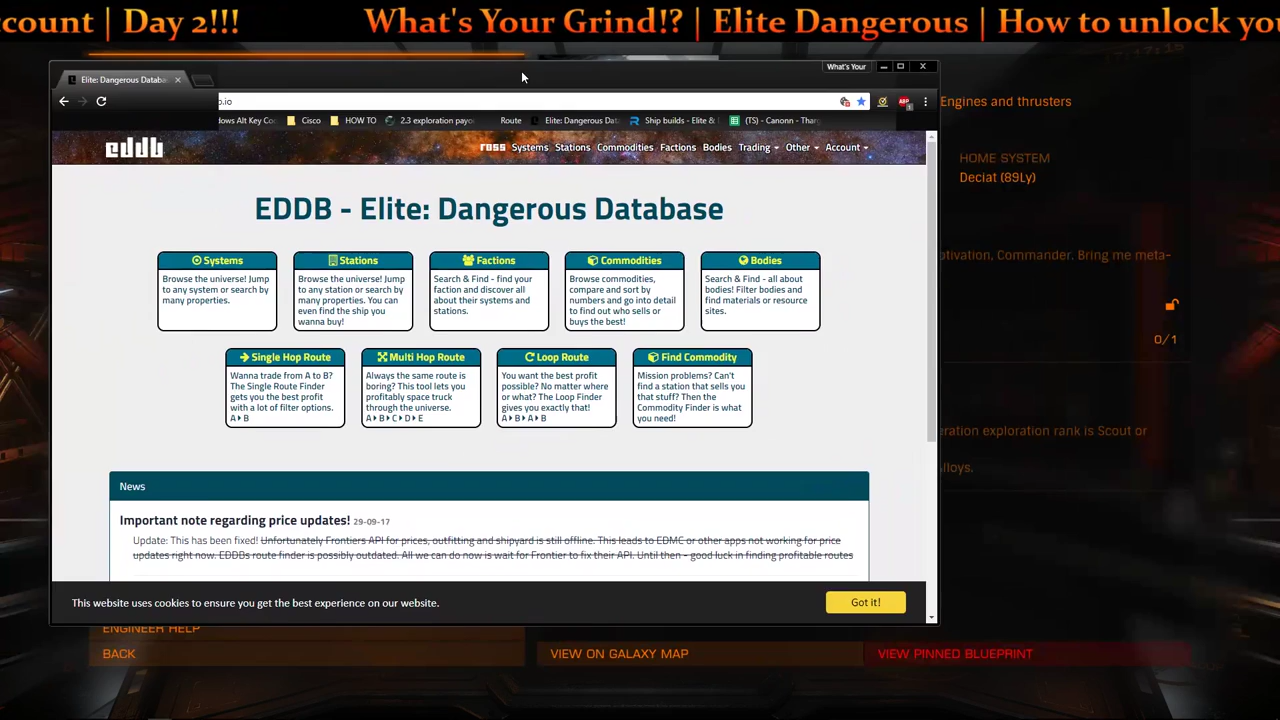 count | Day 2!!! What's Your Grind!? | Elite Dangerous | How to unlock you
What's Your
Elite: Dangerous Databa
.io
dows Alt Key Co Cisco HOW TO 2.3 exploration payo Route Elite: Dangerous Dat Ship builds - Elite & (TS) - Canonn - Tharg
eddb
ross Systems Stations Commodities Factions Bodies Trading Other Account
EDDB - Elite: Dangerous Database
Systems
Browse the universe! Jump
to any system or search by
many properties.
Stations
Browse the universe! Jump
to any station or search by
many properties. You can
even find the ship you
wanna buy!
Factions
Search & Find - find your
faction and discover all
about their systems and
stations.
Commodities
Browse commodities,
compare and sort by
numbers and go into detail
to find out who sells or
buys the best!
Bodies
Search & Find - all about
bodies! Filter bodies and
find materials or resource
sites.
Single Hop Route
Wanna trade from A to B?
The Single Route Finder
gets you the best profit
with a lot of filter options.
A B
Multi Hop Route
Always the same route is
boring? This tool lets you
profitably space truck
through the universe.
A B C D E
Loop Route
You want the best profit
possible? No matter where
or what? The Loop Finder
gives you exactly that!
A B A B
Find Commodity
Mission problems? Can't
find a station that sells you
that stuff? Then the
Commodity Finder is what
you need!
News
Important note regarding price updates! 29-09-17
Update: This has been fixed! Unfortunately Frontiers API for prices, outfitting and shipyard is still offline. This leads to EDMC or other apps not working for price
updates right now. EDDBs route finder is possibly outdated. All we can do now is wait for Frontier to fix their API. Until then - good luck in finding profitable routes
This website uses cookies to ensure you get the best experience on our website.
Got it!
17:17:15
Engines and thrusters
HOME SYSTEM
Deciat (89Ly)
otivation, Commander. Bring me meta-
0/1
eration exploration rank is Scout or
lloys.
ENGINEER HELP
BACK
VIEW ON GALAXY MAP
VIEW PINNED BLUEPRINT